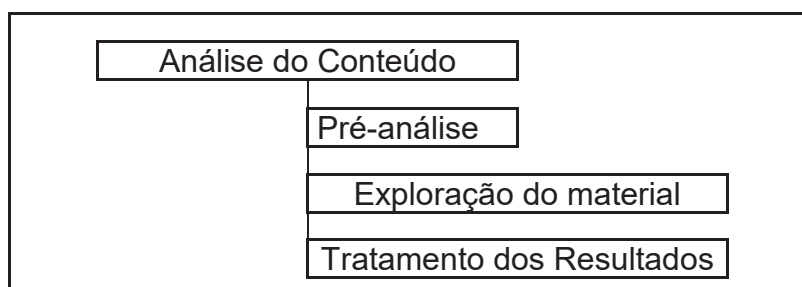 Análise do Conteúdo
Pré-análise
Exploração do material
Tratamento dos Resultados